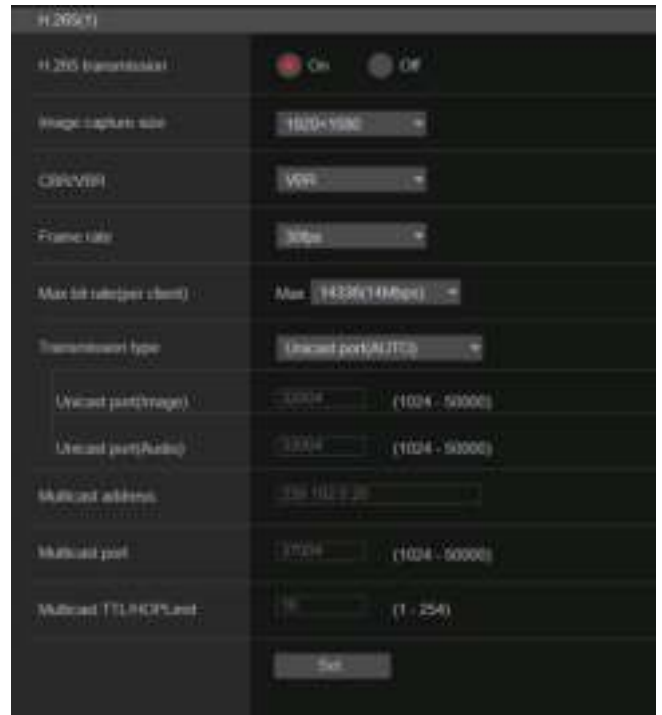 H.265(1)
H.265 transmission On Off
Image capture size 1920×1080
CBR/VBR VBR
Frame rate 30fps
Max bit rate(per client) Max 14336(14Mbps)
Transmission type Unicast port(AUTO)
Unicast port(Image) (1024 - 50000)
Unicast port(Audio) (1024 - 50000)
Multicast address
Multicast port (1024 - 50000)
Multicast TTL/HOPLimit 16 (1 - 254)
Set